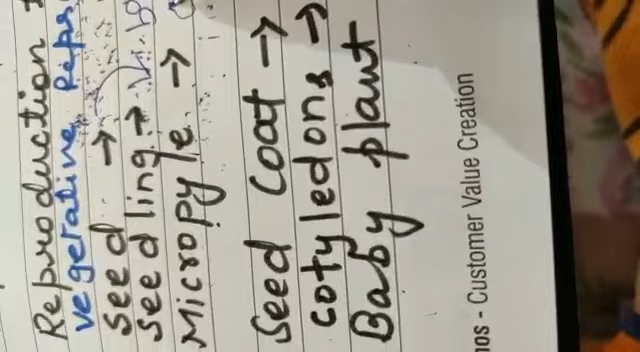 Reproduction
vegetative Repr
Seed →
Seedling →
Micropyle →
Seed coat →
cotyledons →
Baby plant
nos - Customer Value Creation